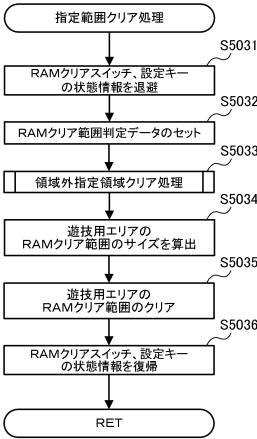 指定範囲クリア処理
S5031
RAMクリアスイッチ、設定キー
の状態情報を退避
S5032
RAMクリア範囲判定データのセット
S5033
領域外指定領域クリア処理
S5034
遊技用エリアの
RAMクリア範囲のサイズを算出
S5035
遊技用エリアの
RAMクリア範囲のクリア
S5036
RAMクリアスイッチ、設定キー
の状態情報を復帰
RET